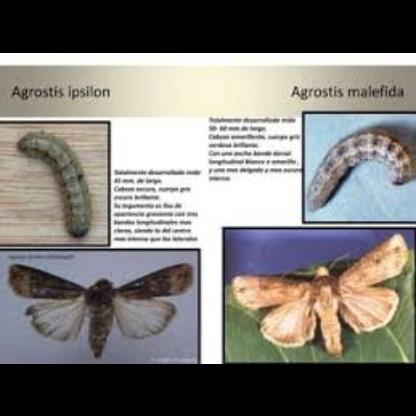 Agrostis ipsilon
Agrostis malefida
Totalmente desarrollada mide
45 mm. de largo.
Cabeza oscura, cuerpo gris
oscuro brillante.
Su tegumento es liso de
apariencia grasienta con tres
bandas longitudinales mas
claras, siendo la del centro
mas intensa que las laterales
Totalmente desarrollada mide
50- 60 mm de largo.
Cabeza amarillenta, cuerpo gris
verdoso brillante.
Con una ancha banda dorsal
longitudinal blanca o amarilla,
y una mas delgada y mas oscura
interna